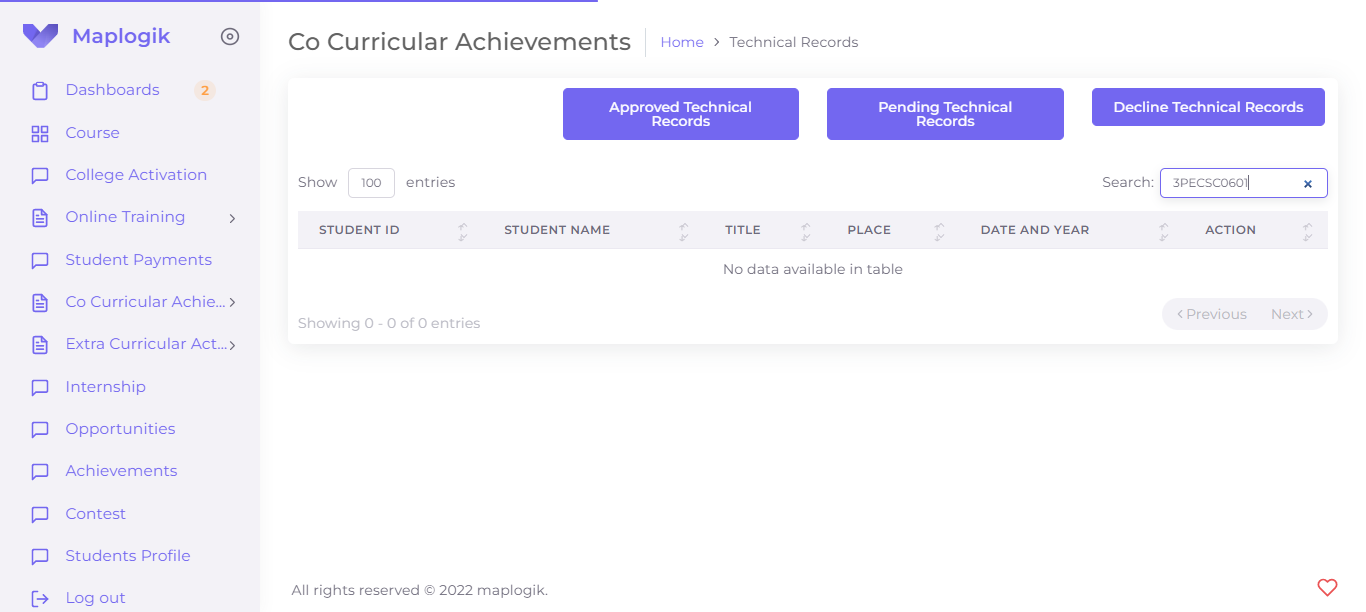 Maplogik
Dashboards 2
Course
College Activation
Online Training
Student Payments
Co Curricular Achie...
Extra Curricular Act...
Internship
Opportunities
Achievements
Contest
Students Profile
Log out
Co Curricular Achievements
Home > Technical Records
Approved Technical
Records
Pending Technical
Records
Decline Technical Records
Show 100 entries
Search: 3PECSC0601
STUDENT ID STUDENT NAME TITLE PLACE DATE AND YEAR ACTION
No data available in table
Showing 0 - 0 of 0 entries
Previous Next
All rights reserved © 2022 maplogik.